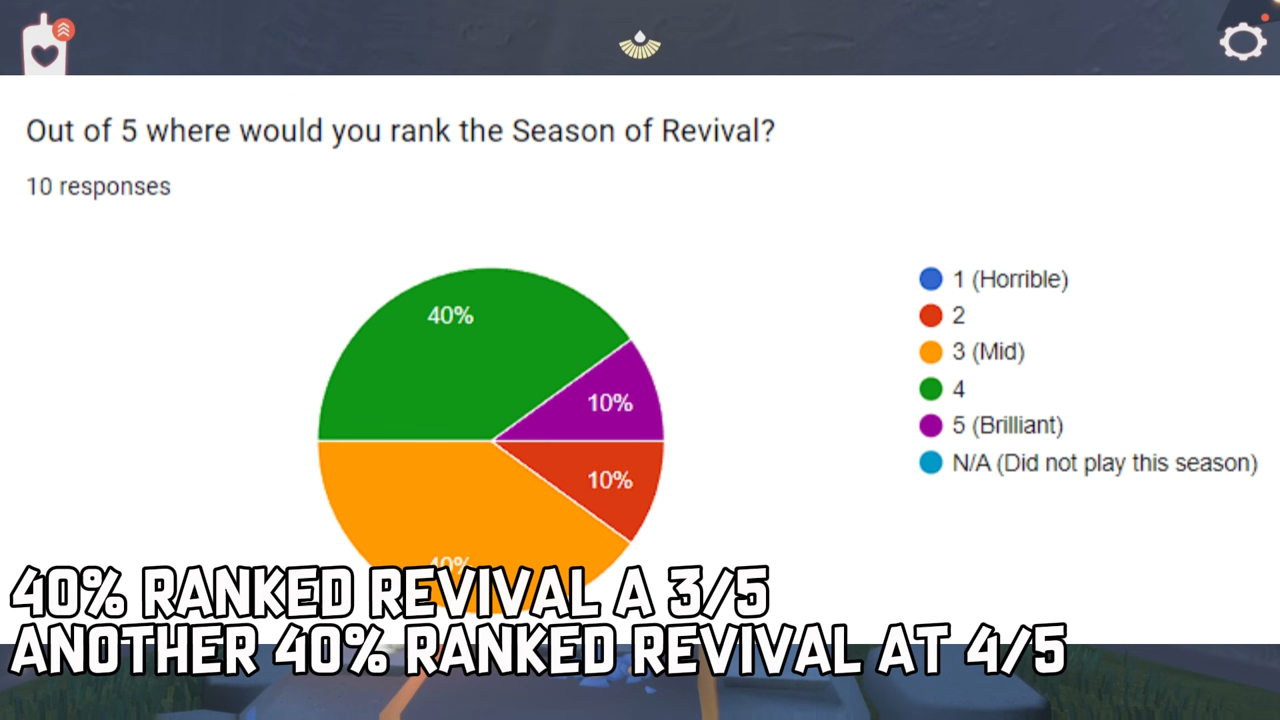 Out of 5 where would you rank the Season of Revival?
10 responses
40%
10%
10%
40%
1 (Horrible)
2
3 (Mid)
4
5 (Brilliant)
N/A (Did not play this season)
40% RANKED REVIVAL A 3/5
ANOTHER 40% RANKED REVIVAL AT 4/5